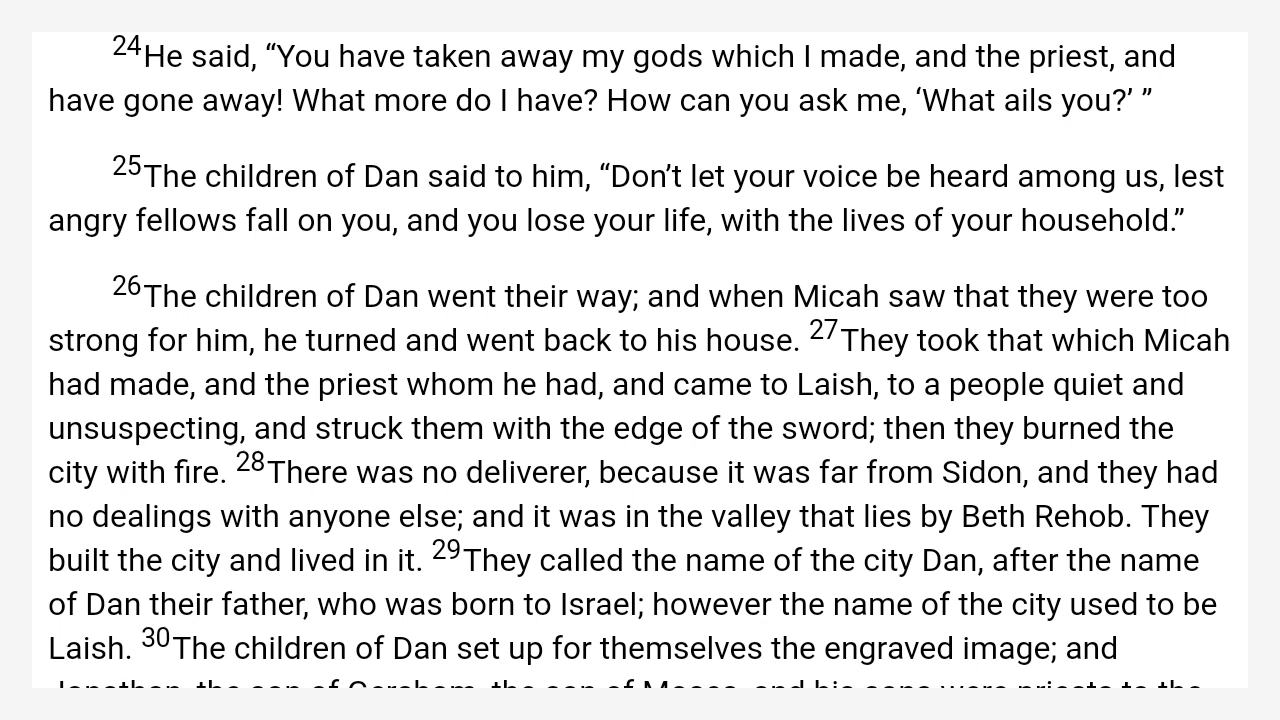 24He said, “You have taken away my gods which I made, and the priest, and
have gone away! What more do I have? How can you ask me, ‘What ails you?’ ”
25The children of Dan said to him, “Don’t let your voice be heard among us, lest
angry fellows fall on you, and you lose your life, with the lives of your household.”
26The children of Dan went their way; and when Micah saw that they were too
strong for him, he turned and went back to his house. 27They took that which Micah
had made, and the priest whom he had, and came to Laish, to a people quiet and
unsuspecting, and struck them with the edge of the sword; then they burned the
city with fire. 28There was no deliverer, because it was far from Sidon, and they had
no dealings with anyone else; and it was in the valley that lies by Beth Rehob. They
built the city and lived in it. 29They called the name of the city Dan, after the name
of Dan their father, who was born to Israel; however the name of the city used to be
Laish. 30The children of Dan set up for themselves the engraved image; and